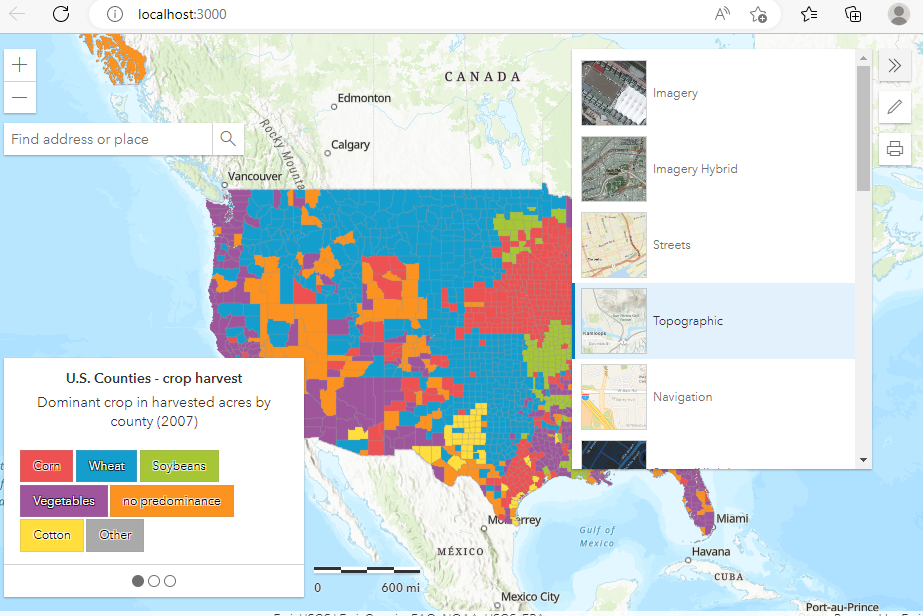 localhost:3000
CANADA
Edmonton
Calgary
Rocky Mounta
Vancouver
Find address or place
Imagery
Imagery Hybrid
Streets
Topographic
Navigation
U.S. Counties - crop harvest
Dominant crop in harvested acres by
county (2007)
Corn
Wheat
Soybeans
Vegetables
no predominance
Cotton
Other
0
600 mi
Miami
Gulf of
Mexico
MÉXICO
Havana
CUBA
Mexico City
Port-au-Prince